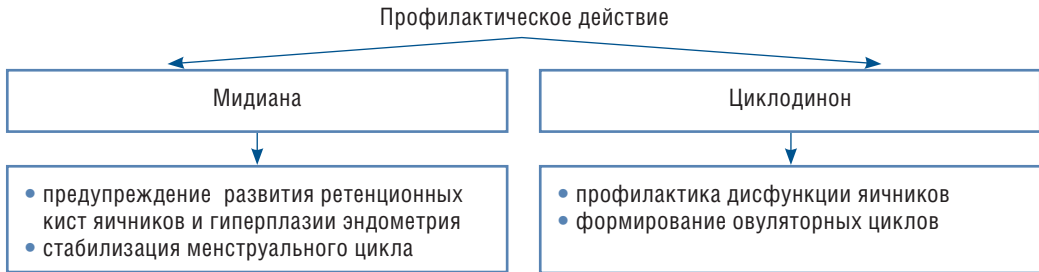 Профилактическое действие
Мидиана
Циклодинон
• предупреждение развития ретенционных
кист яичников и гиперплазии эндометрия
• стабилизация менструального цикла
• профилактика дисфункции яичников
• формирование овуляторных циклов